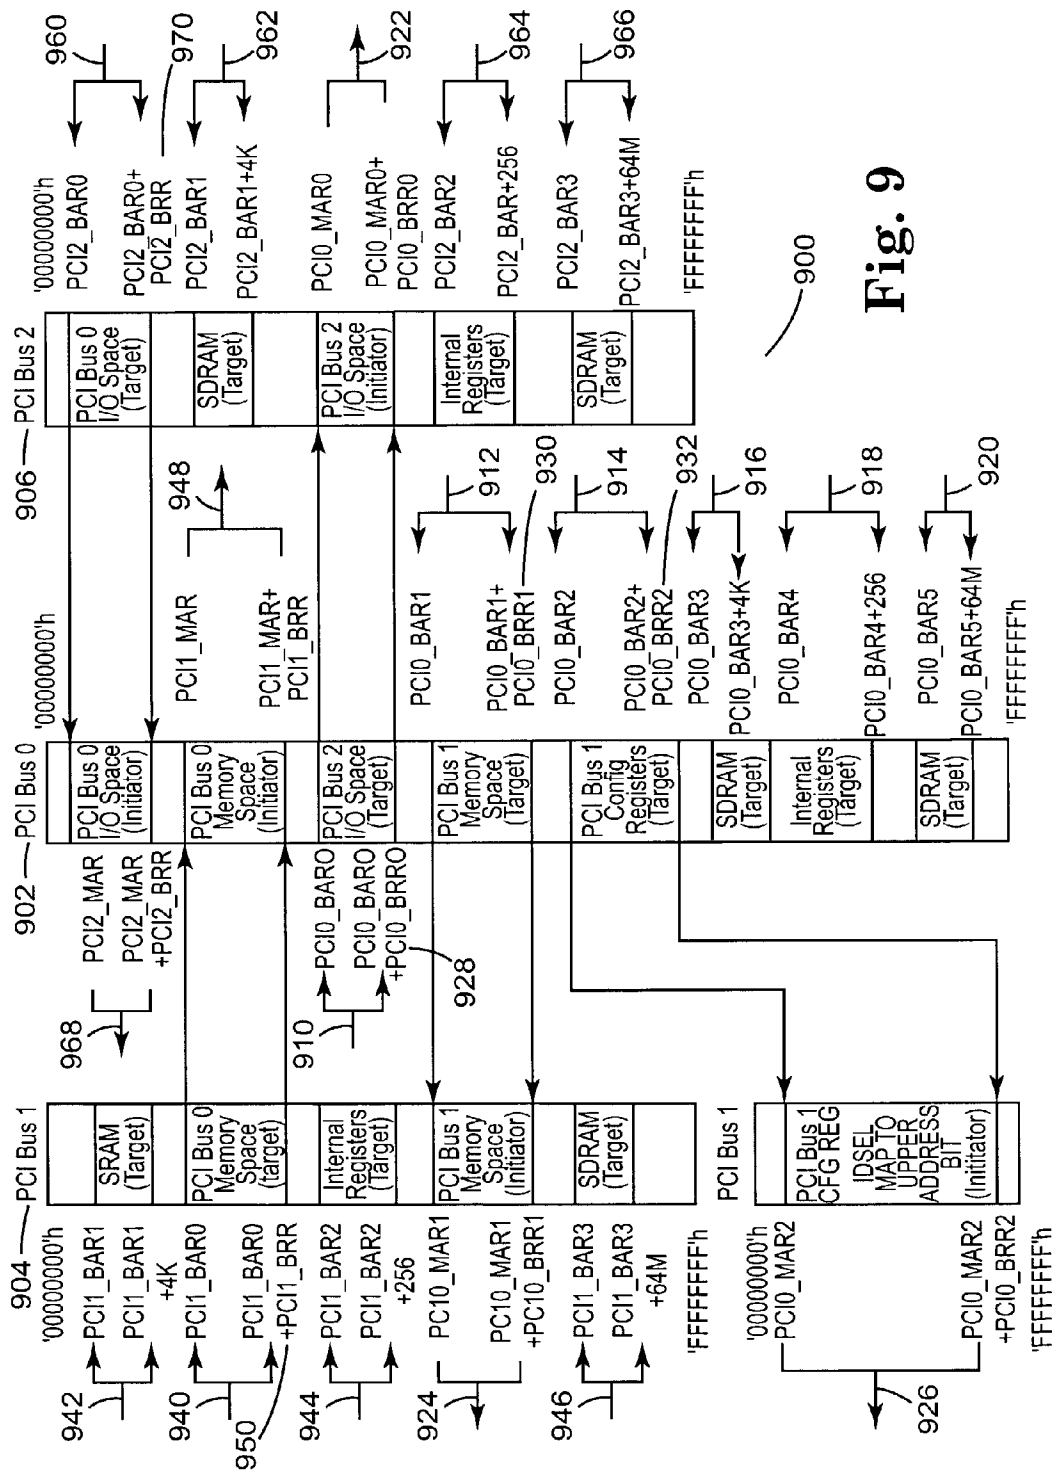 904
PCI Bus 1
'0000000'h
942
PCI1_BAR1
PCI1_BAR1
+4K
SRAM
(Target)
940
PCI1_BAR0
PCI1_BAR0
+PCI1_BRR
950
PCI Bus 0
Memory
Space
(target)
944
PCI1_BAR2
PCI1_BAR2
+256
Internal
Registers
(Target)
924
PC10_MAR1
PC10_MAR1
+PC10_BRR1
PCI Bus 1
Memory
Space
(Initiator)
946
PCI1_BAR3
PCI1_BAR3
+64M
SDRAM
(Target)
'FFFFFFF'h
PCI Bus 1
'00000000'h
PCI0_MAR2
926
PCI0_MAR2
+PCI0_BRR2
'FFFFFFF'h
PCI Bus 1
CFG REG
IDSEL
MAP TO
UPPER
ADDRESS
BIT
(Inititator)
902
PCI Bus 0
'00000000'h
968
PCI2_MAR
PCI2_MAR
+PCI2_BRR
PCI Bus 0
I/O Space
(Initiator)
PCI Bus 0
Memory
Space
(Initiator)
948
PCI1_MAR
PCI1_MAR+
PCI1_BRR
910
PCI0_BARO
PCI0_BARO
+PCI0_BRRO
928
PCI Bus 2
I/O Space
(Target)
PCI Bus 1
Memory
Space
(Target)
PCI0_BAR1
PCI0_BAR1+
PCI0_BRR1
912
930
PCI Bus 1
Config
Registers
(Target)
PCI0_BAR2
PCI0_BAR2+
PCI0_BRR2
914
932
SDRAM
(Target)
PCI0_BAR3
PCI0_BAR3+4K
916
Internal
Registers
(Target)
PCI0_BAR4
PCI0_BAR4+256
918
SDRAM
(Target)
PCI0_BAR5
PCI0_BAR5+64M
920
'FFFFFFF'h
906
PCI Bus 2
'00000000'h
PCI Bus 0
I/O Space
(Target)
PCI2_BAR0
PCI2_BAR0+
PCI2_BRR
960
970
SDRAM
(Target)
PCI2_BAR1
PCI2_BAR1+4K
962
PCI Bus 2
I/O Space
(Initiator)
PCI0_MAR0
PCI0_MAR0+
PCI0_BRR0
922
Internal
Registers
(Target)
PCI2_BAR2
PCI2_BAR+256
964
SDRAM
(Target)
PCI2_BAR3
PCI2_BAR3+64M
966
'FFFFFFF'h
900
Fig. 9